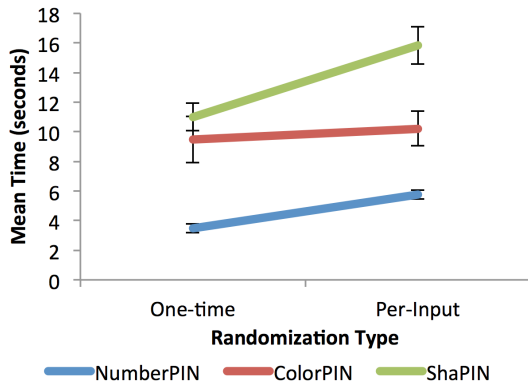 18
16
14
12
10
8
6
4
2
0
Mean Time (seconds)
One-time Per-Input
Randomization Type
NumberPIN ColorPIN ShaPIN